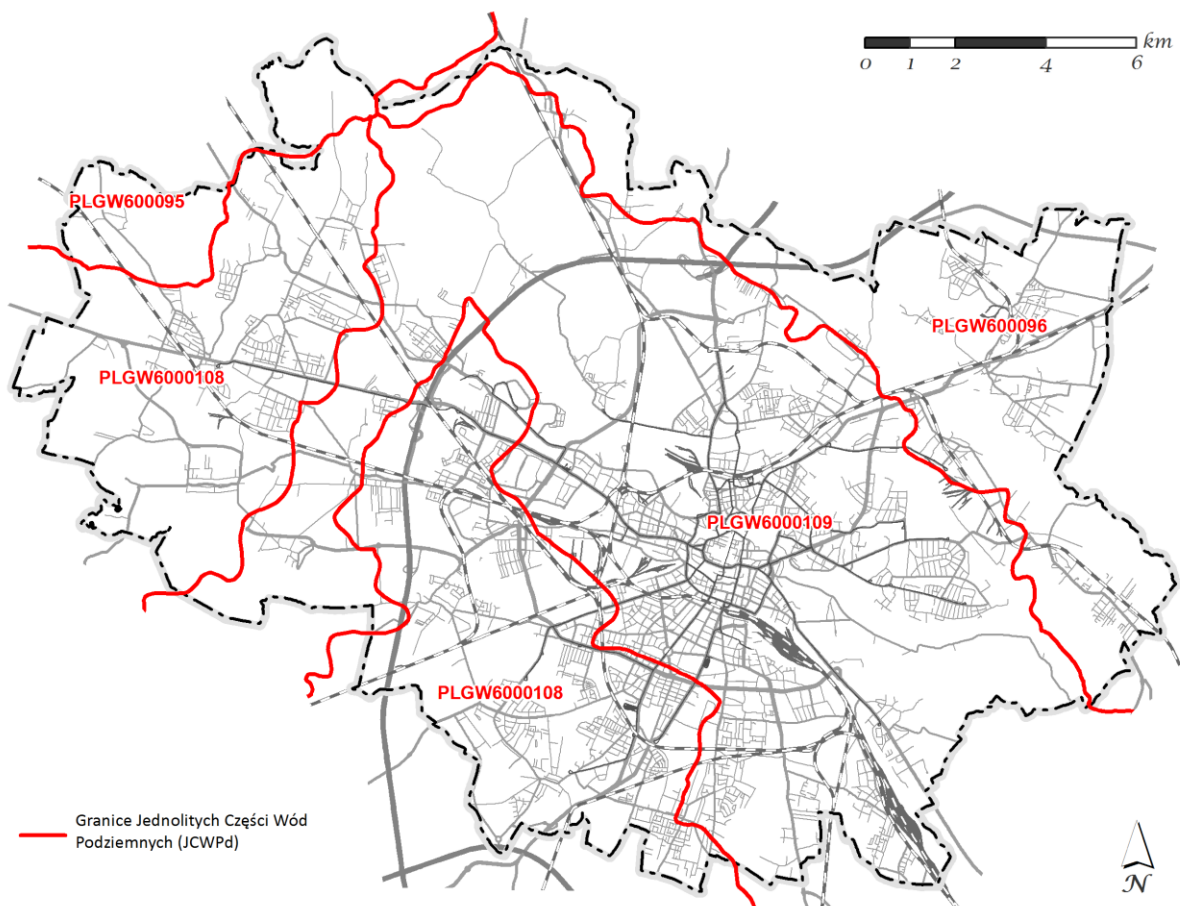 km
0 1 2 4 6
PLGW600095
PLGW600096
PLGW6000108
PLGW6000109
PLGW6000108
Granice Jednolitych Części Wód
Podziemnych (JCWPd)
N